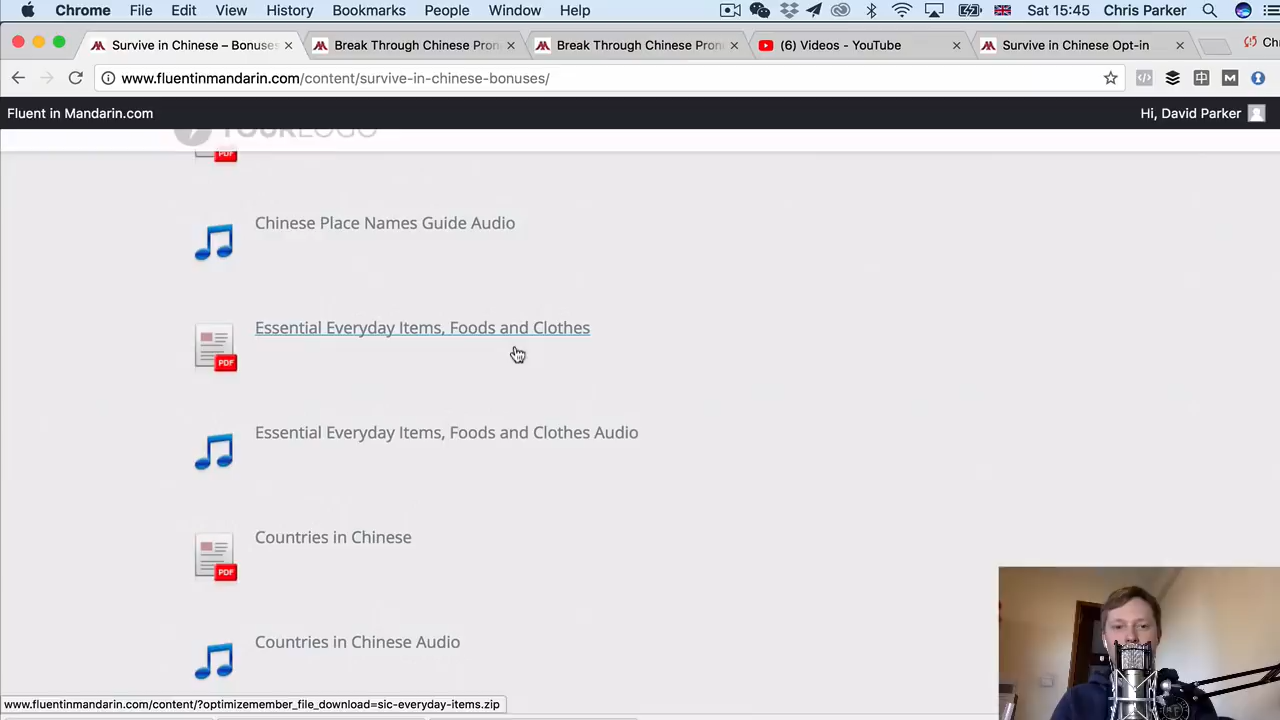 Chrome File Edit View History Bookmarks People Window Help Sat 15:45 Chris Parker
Survive in Chinese – Bonuses Break Through Chinese Pron Break Through Chinese Pron (6) Videos - YouTube Survive in Chinese Opt-in
www.fluentinmandarin.com/content/survive-in-chinese-bonuses/
Fluent in Mandarin.com Hi, David Parker
YOURLOGO
PDF
Chinese Place Names Guide Audio
Essential Everyday Items, Foods and Clothes
PDF
Essential Everyday Items, Foods and Clothes Audio
Countries in Chinese
PDF
Countries in Chinese Audio
www.fluentinmandarin.com/content/?optimizemember_file_download=sic-everyday-items.zip